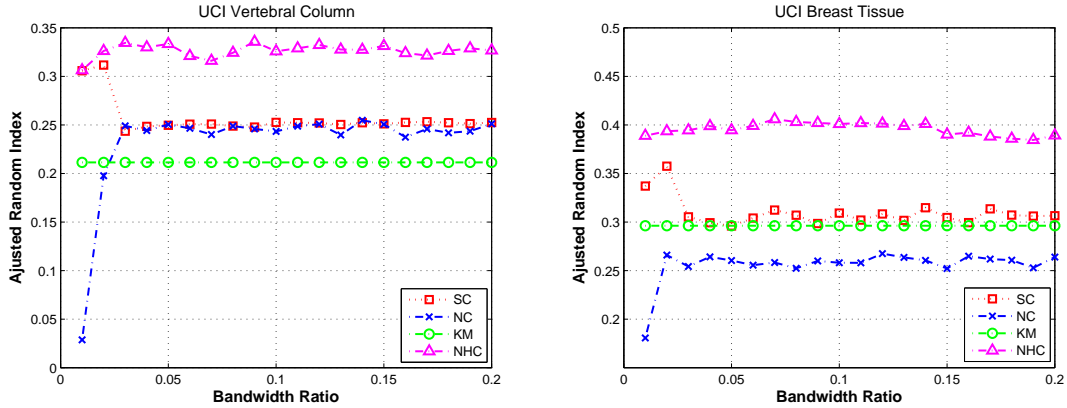 UCI Vertebral Column
0.35
0.3
0.25
0.2
0.15
0.1
0.05
0
0
0.05
0.1
0.15
0.2
Ajusted Random Index
Bandwidth Ratio
SC
NC
KM
NHC
UCI Breast Tissue
0.5
0.45
0.4
0.35
0.3
0.25
0.2
0
0.05
0.1
0.15
0.2
Ajusted Random Index
Bandwidth Ratio
SC
NC
KM
NHC